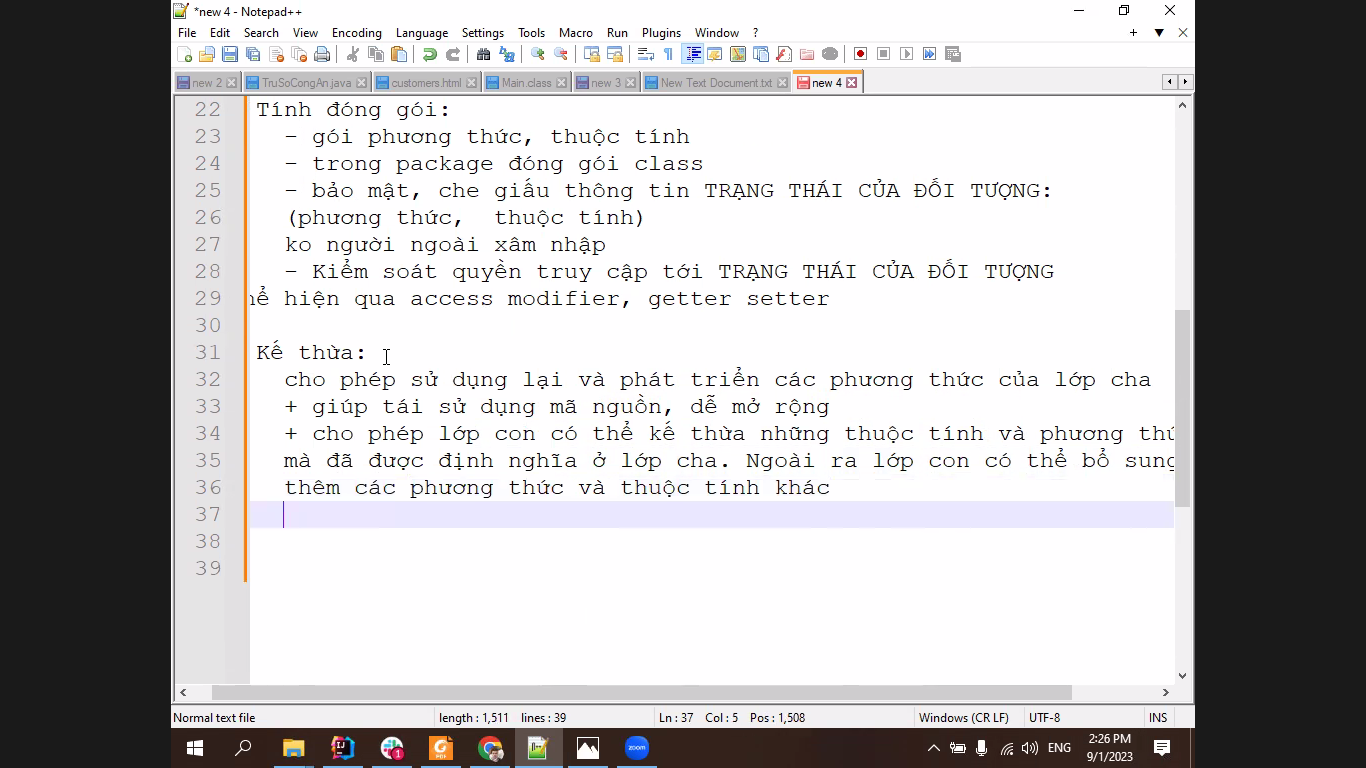 *new 4 - Notepad++
File Edit Search View Encoding Language Settings Tools Macro Run Plugins Window ?
new 2 TruSoCongAn.java customers.html Main.class new 3 New Text Document.txt new 4
22 Tính đóng gói:
23 - gói phương thức, thuộc tính
24 - trong package đóng gói class
25 - bảo mật, che giấu thông tin TRẠNG THÁI CỦA ĐỐI TƯỢNG:
26 (phương thức, thuộc tính)
27 ko người ngoài xâm nhập
28 - Kiểm soát quyền truy cập tới TRẠNG THÁI CỦA ĐỐI TƯỢNG
29 hể hiện qua access modifier, getter setter
30
31 Kế thừa:
32 cho phép sử dụng lại và phát triển các phương thức của lớp cha
33 + giúp tái sử dụng mã nguồn, dễ mở rộng
34 + cho phép lớp con có thể kế thừa những thuộc tính và phương thứ
35 mà đã được định nghĩa ở lớp cha. Ngoài ra lớp con có thể bổ sung
36 thêm các phương thức và thuộc tính khác
37
38
39
Normal text file length : 1,511 lines : 39 Ln : 37 Col : 5 Pos : 1,508 Windows (CR LF) UTF-8 INS
zoom ENG 2:26 PM
9/1/2023